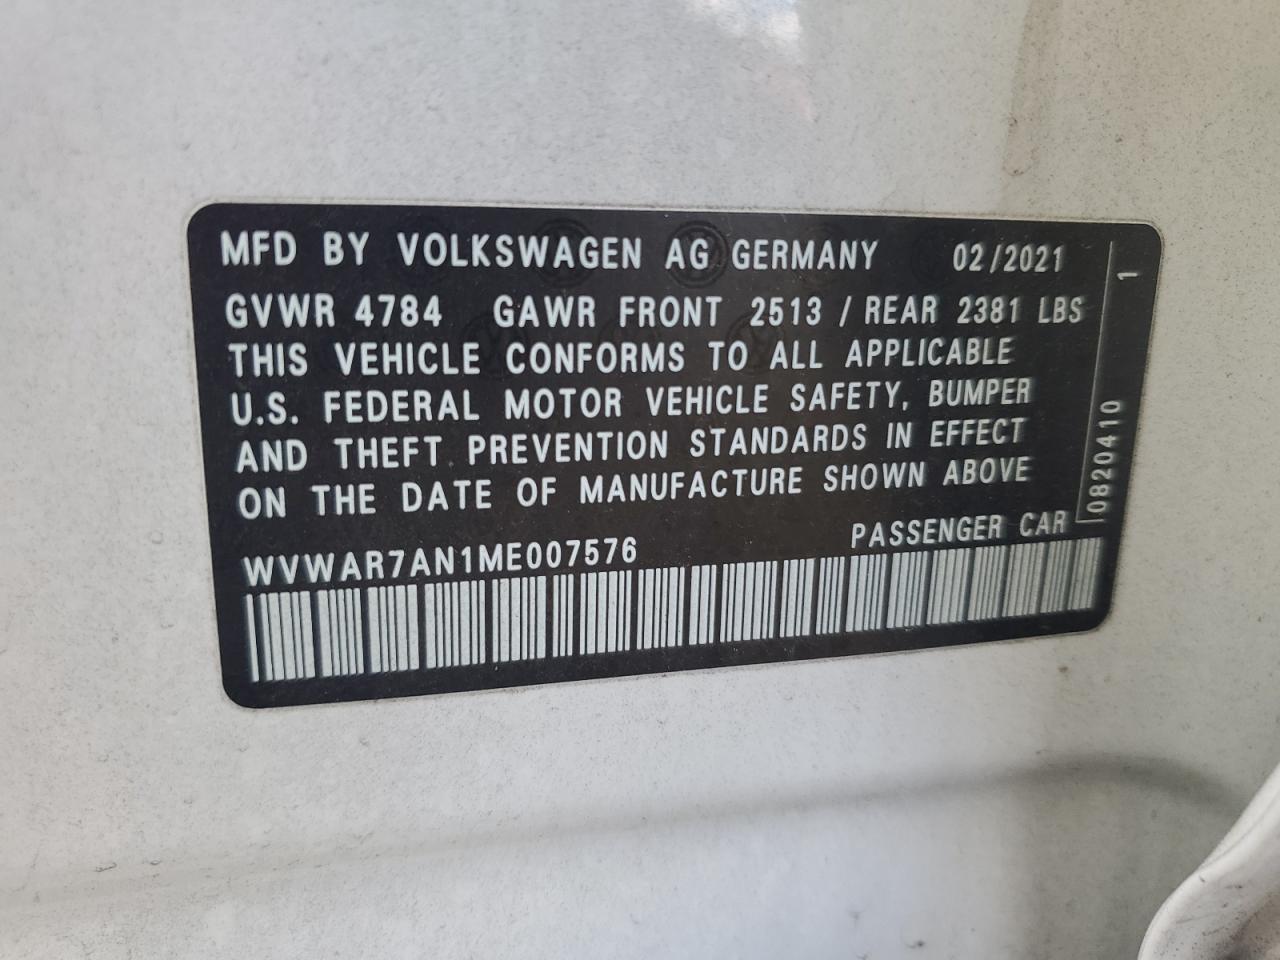 MFD BY VOLKSWAGEN AG GERMANY 02/2021
GVWR 4784 GAWR FRONT 2513 / REAR 2381 LBS
THIS VEHICLE CONFORMS TO ALL APPLICABLE
U.S. FEDERAL MOTOR VEHICLE SAFETY, BUMPER
AND THEFT PREVENTION STANDARDS IN EFFECT
ON THE DATE OF MANUFACTURE SHOWN ABOVE
WVWAR7AN1ME007576 PASSENGER CAR
0820410 1